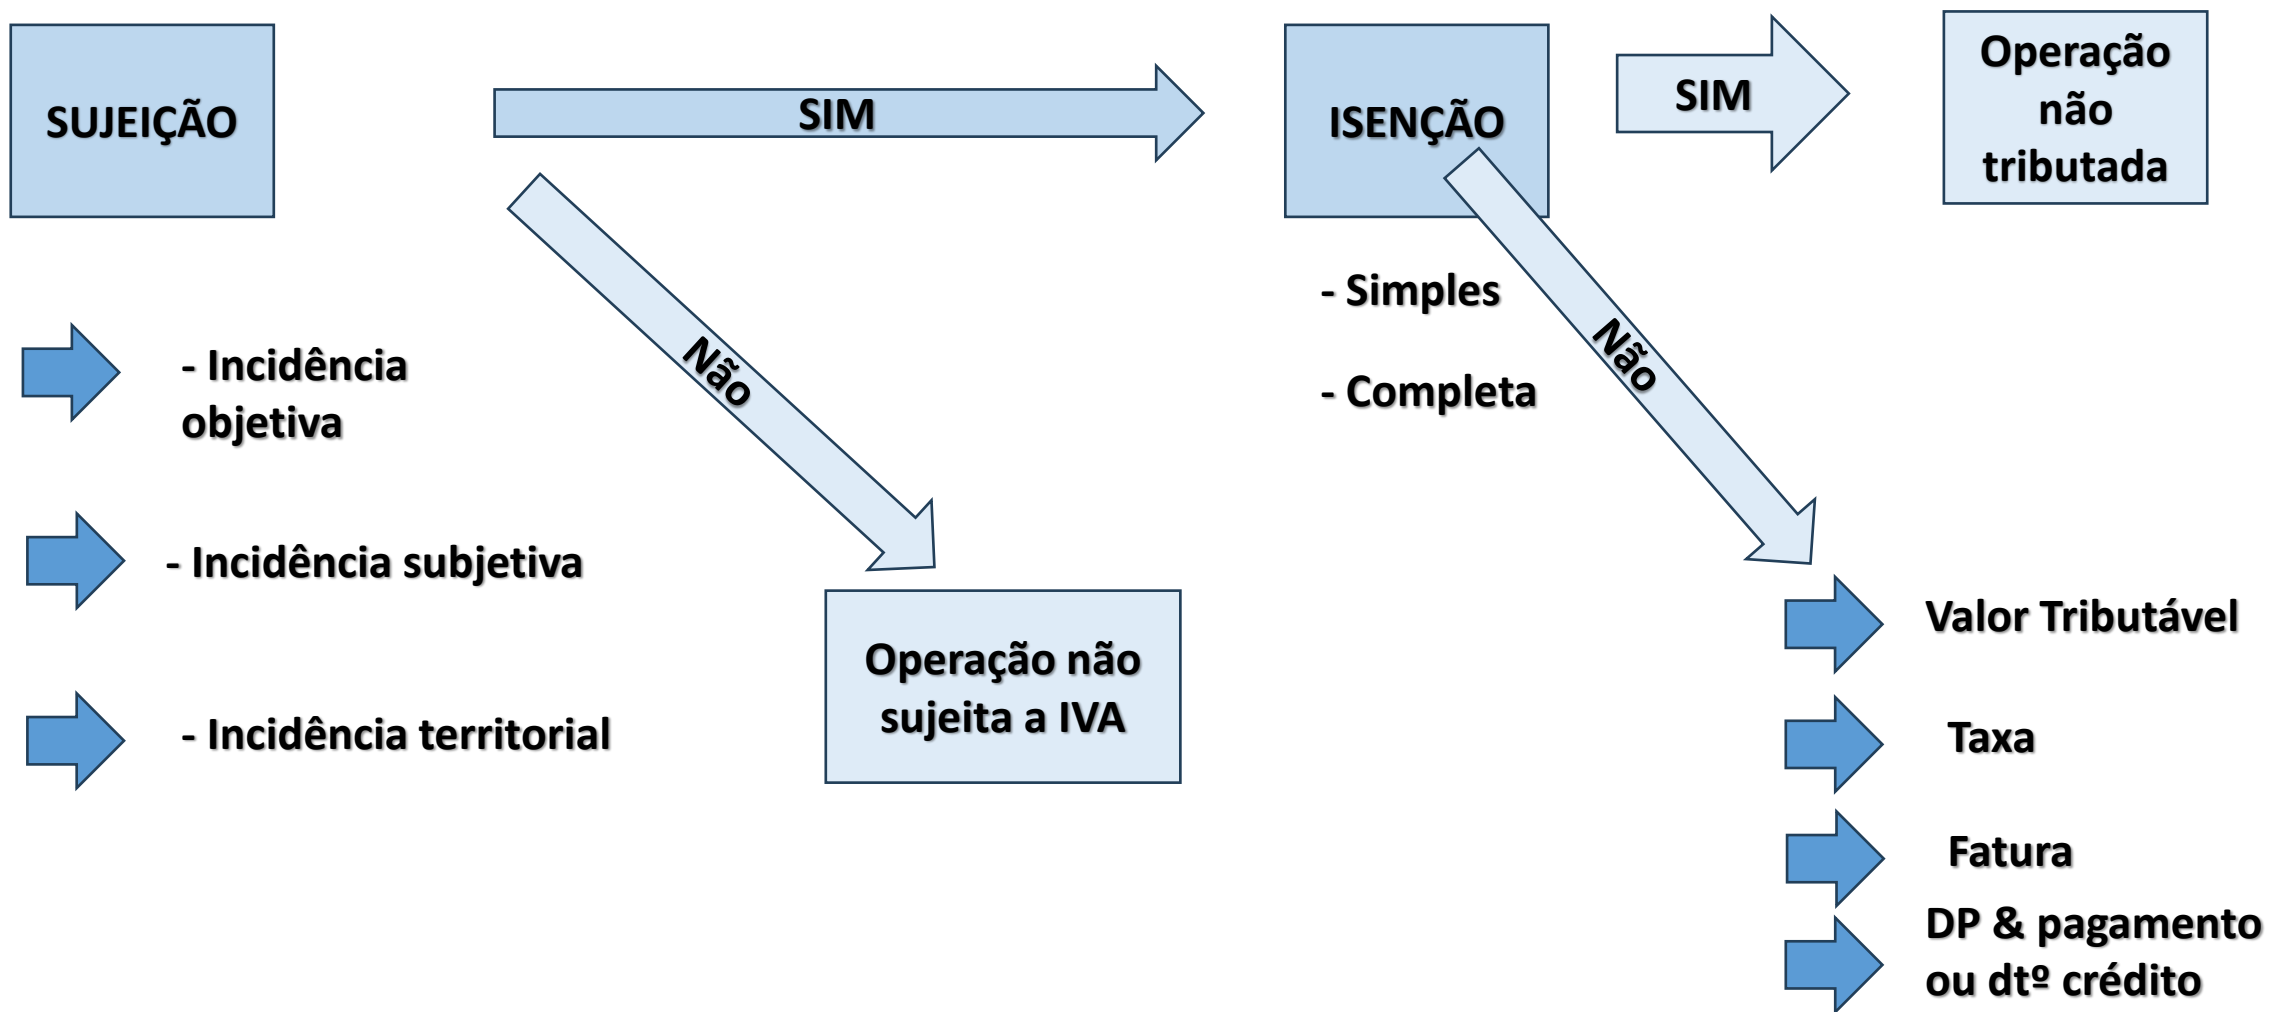 SUJEIÇÃO
SIM
ISENÇÃO
SIM
Operação
não
tributada
- Incidência
objetiva
- Incidência subjetiva
- Incidência territorial
Não
Operação não
sujeita a IVA
- Simples
- Completa
Não
Valor Tributável
Taxa
Fatura
DP & pagamento
ou dtº crédito